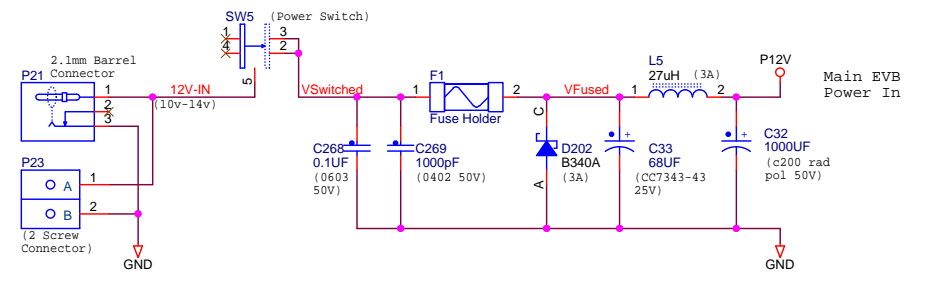 SW5 (Power Switch)
1
4
3
2
5
2.1mm Barrel
Connector
P21
1
2
3
12V-IN
(10v-14v)
P23
A 1
B 2
(2 Screw
Connector)
GND
VSwitched
C268
0.1UF
(0603
50V)
C269
1000pF
(0402 50V)
F1
1 2
Fuse Holder
VFused
C
A
D202
B340A
(3A)
C33
68UF
(CC7343-43
25V)
+
L5
27uH (3A)
1 2
P12V
+
C32
1000UF
(c200 rad
pol 50V)
GND
Main EVB
Power In